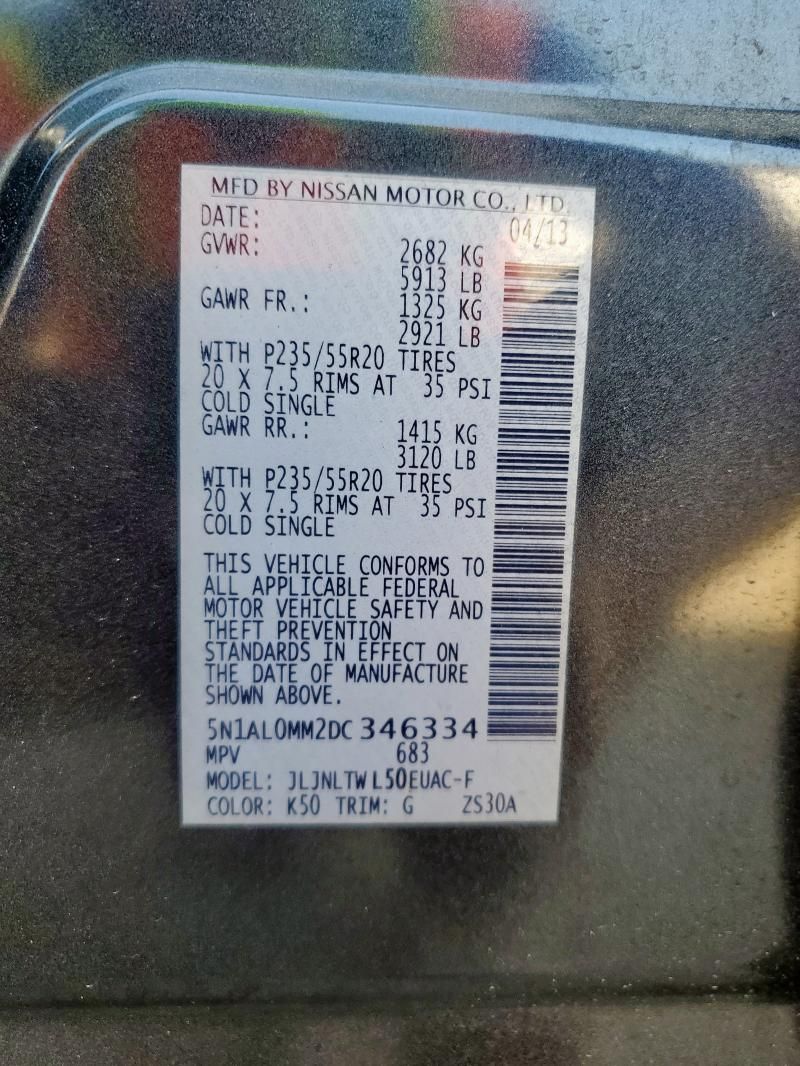 MFD BY NISSAN MOTOR CO., LTD.
DATE: 04/13
GVWR: 2682 KG
5913 LB
GAWR FR.: 1325 KG
2921 LB
WITH P235/55R20 TIRES
20 X 7.5 RIMS AT 35 PSI
COLD SINGLE
GAWR RR.: 1415 KG
3120 LB
WITH P235/55R20 TIRES
20 X 7.5 RIMS AT 35 PSI
COLD SINGLE
THIS VEHICLE CONFORMS TO
ALL APPLICABLE FEDERAL
MOTOR VEHICLE SAFETY AND
THEFT PREVENTION
STANDARDS IN EFFECT ON
THE DATE OF MANUFACTURE
SHOWN ABOVE.
5N1AL0MM2DC 346334
MPV 683
MODEL: JLJNLTWL50EUAC-F
COLOR: K50 TRIM: G ZS30A